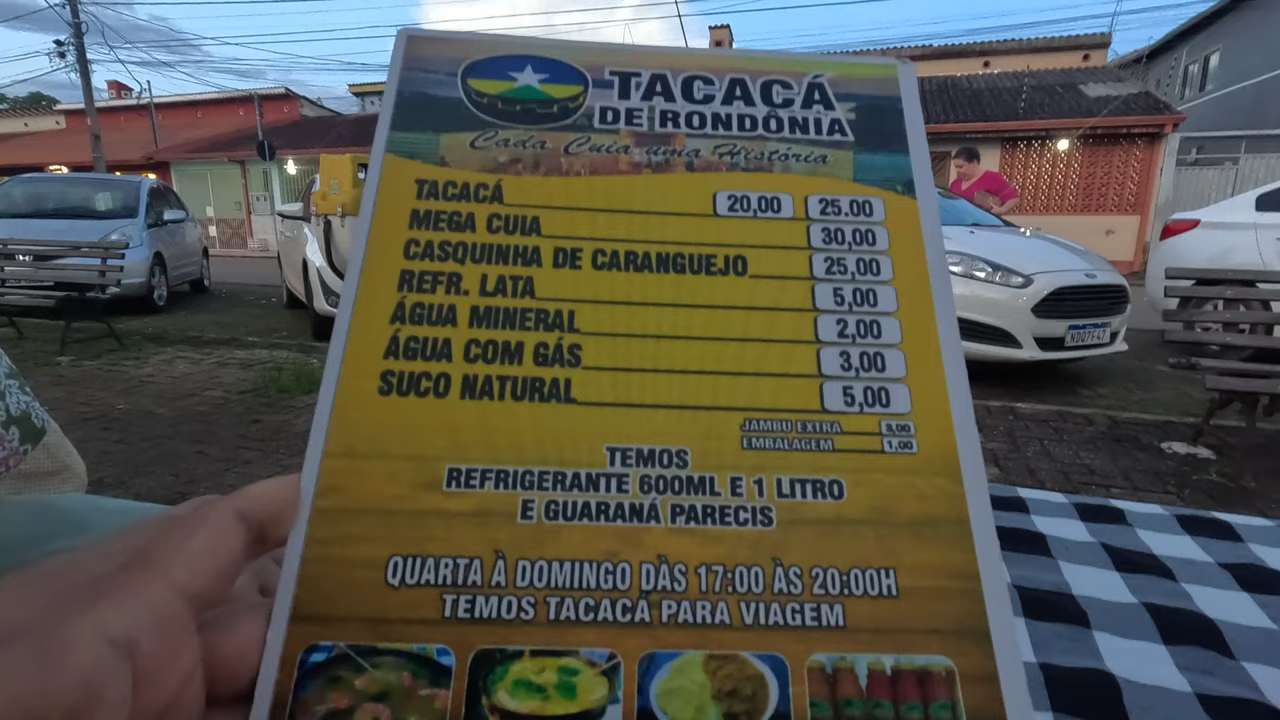 TACACÁ
DE RONDÔNIA
Cada Cuia uma História
TACACÁ 20,00 25.00
MEGA CUIA 30,00
CASQUINHA DE CARANGUEJO 25,00
REFR. LATA 5,00
ÁGUA MINERAL 2,00
ÁGUA COM GÁS 3,00
SUCO NATURAL 5,00
JAMBU EXTRA 3,00
EMBALAGEM 1,00
TEMOS
REFRIGERANTE 600ML E 1 LITRO
E GUARANÁ PARECIS
QUARTA À DOMINGO DÀS 17:00 ÀS 20:00H
TEMOS TACACÁ PARA VIAGEM
NDQ7F47